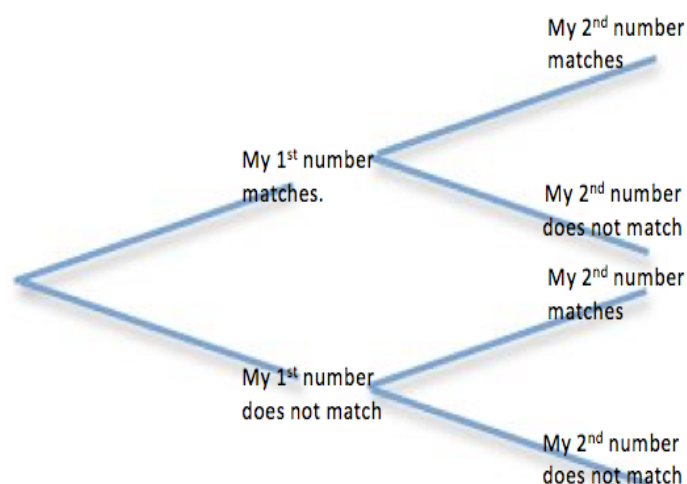 My 2nd number
matches
My 1st number
matches.
My 2nd number
does not match
My 2nd number
matches
My 1st number
does not match
My 2nd number
does not match